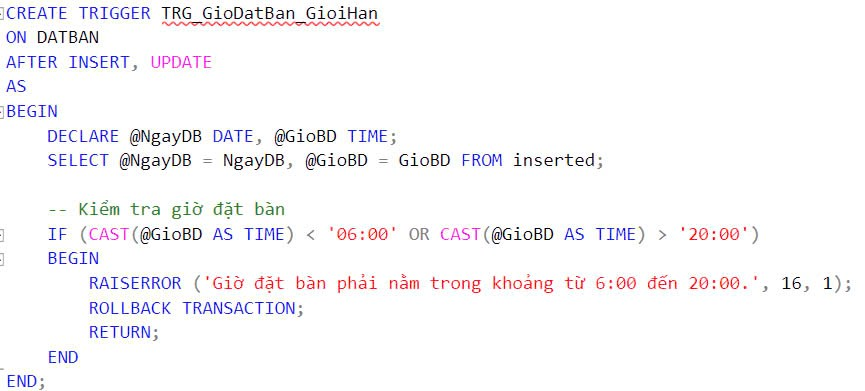 CREATE TRIGGER TRG_GioDatBan_GioiHan
ON DATBAN
AFTER INSERT, UPDATE
AS
BEGIN
    DECLARE @NgayDB DATE, @GioBD TIME;
    SELECT @NgayDB = NgayDB, @GioBD = GioBD FROM inserted;

    -- Kiểm tra giờ đặt bàn
    IF (CAST(@GioBD AS TIME) < '06:00' OR CAST(@GioBD AS TIME) > '20:00')
    BEGIN
        RAISERROR ('Giờ đặt bàn phải nằm trong khoảng từ 6:00 đến 20:00.', 16, 1);
        ROLLBACK TRANSACTION;
        RETURN;
    END
END;